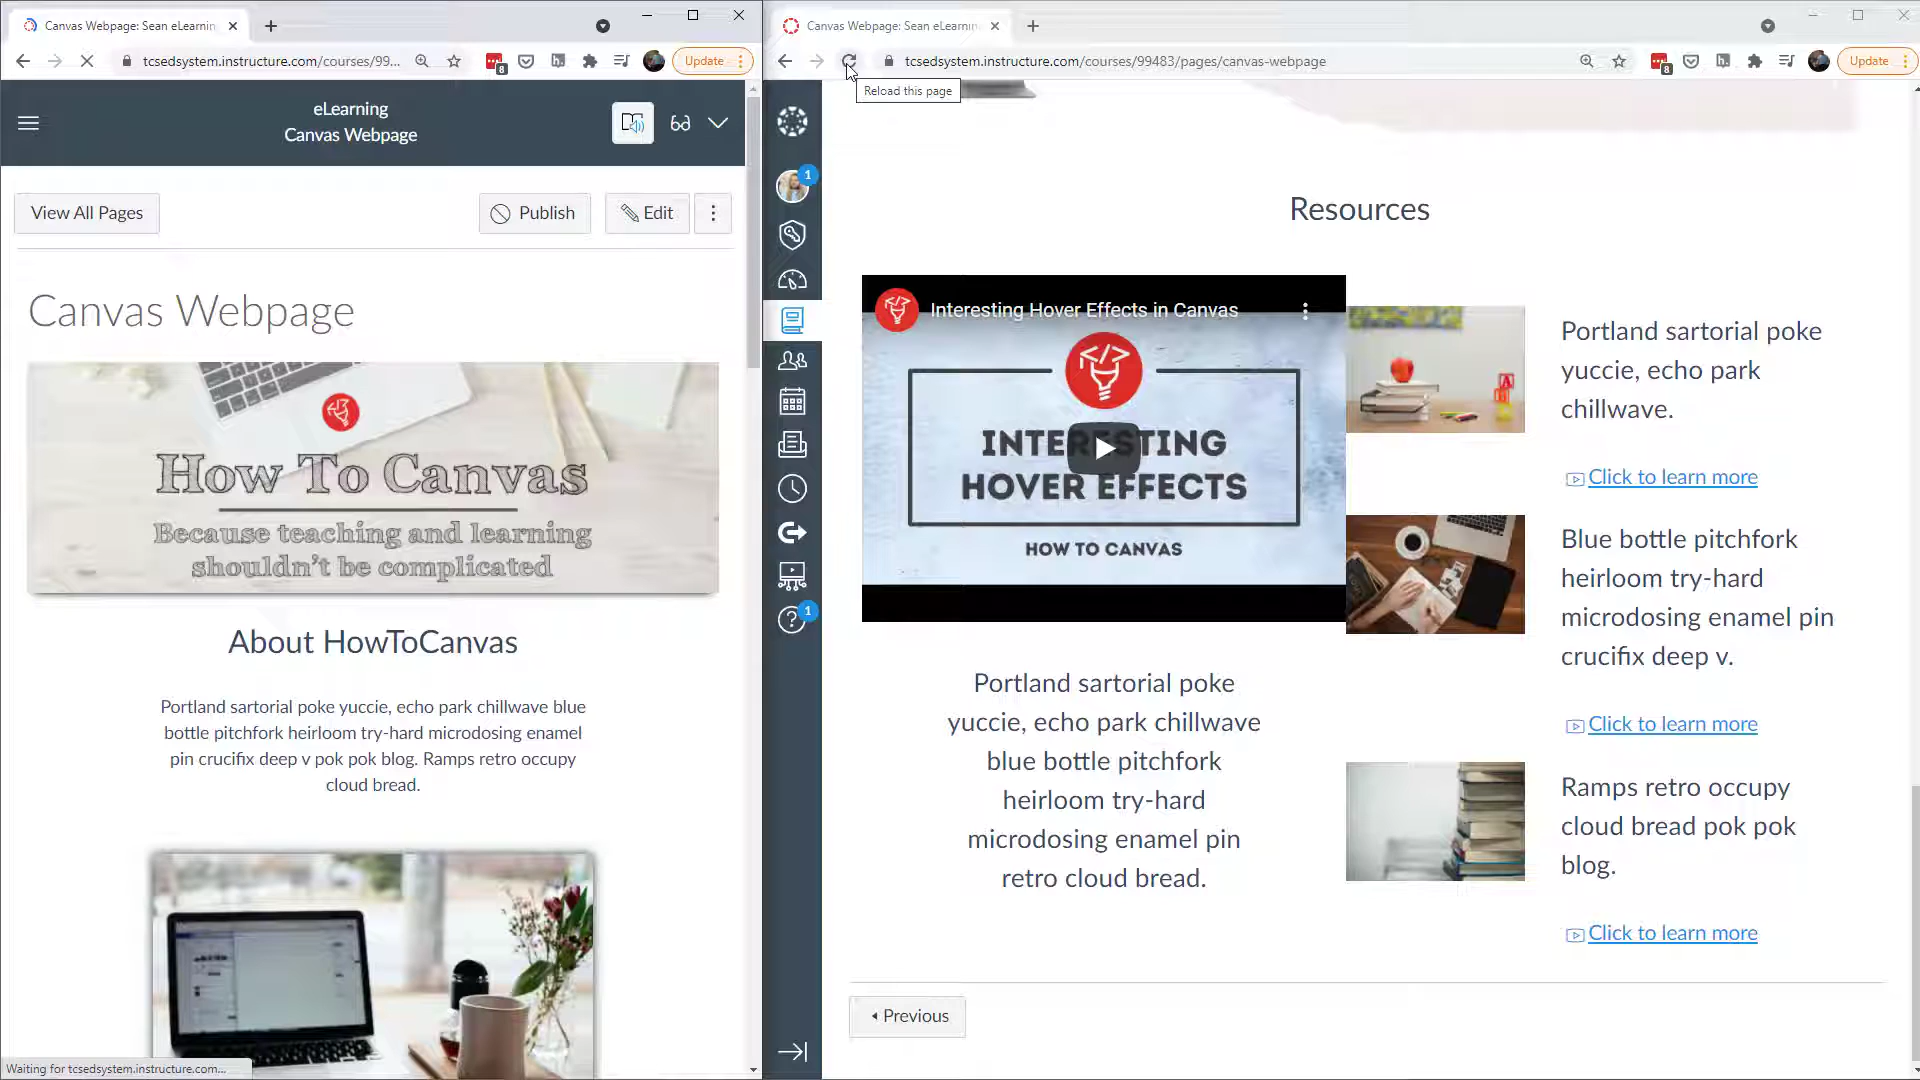 Canvas Webpage: Sean eLearnin
tcsedsystem.instructure.com/courses/99...
8
Update
eLearning
Canvas Webpage
View All Pages
Publish
Edit
Canvas Webpage
How To Canvas
Because teaching and learning
shouldn't be complicated
About HowToCanvas
Portland sartorial poke yuccie, echo park chillwave blue
bottle pitchfork heirloom try-hard microdosing enamel
pin crucifix deep v pok pok blog. Ramps retro occupy
cloud bread.
Waiting for tcsedsystem.instructure.com...
Canvas Webpage: Sean eLearnin
tcsedsystem.instructure.com/courses/99483/pages/canvas-webpage
8
Update
Reload this page
1
1
Resources
Interesting Hover Effects in Canvas
INTERESTING
HOVER EFFECTS
HOW TO CANVAS
Portland sartorial poke
yuccie, echo park chillwave
blue bottle pitchfork
heirloom try-hard
microdosing enamel pin
retro cloud bread.
Portland sartorial poke
yuccie, echo park
chillwave.
Click to learn more
Blue bottle pitchfork
heirloom try-hard
microdosing enamel pin
crucifix deep v.
Click to learn more
Ramps retro occupy
cloud bread pok pok
blog.
Click to learn more
Previous